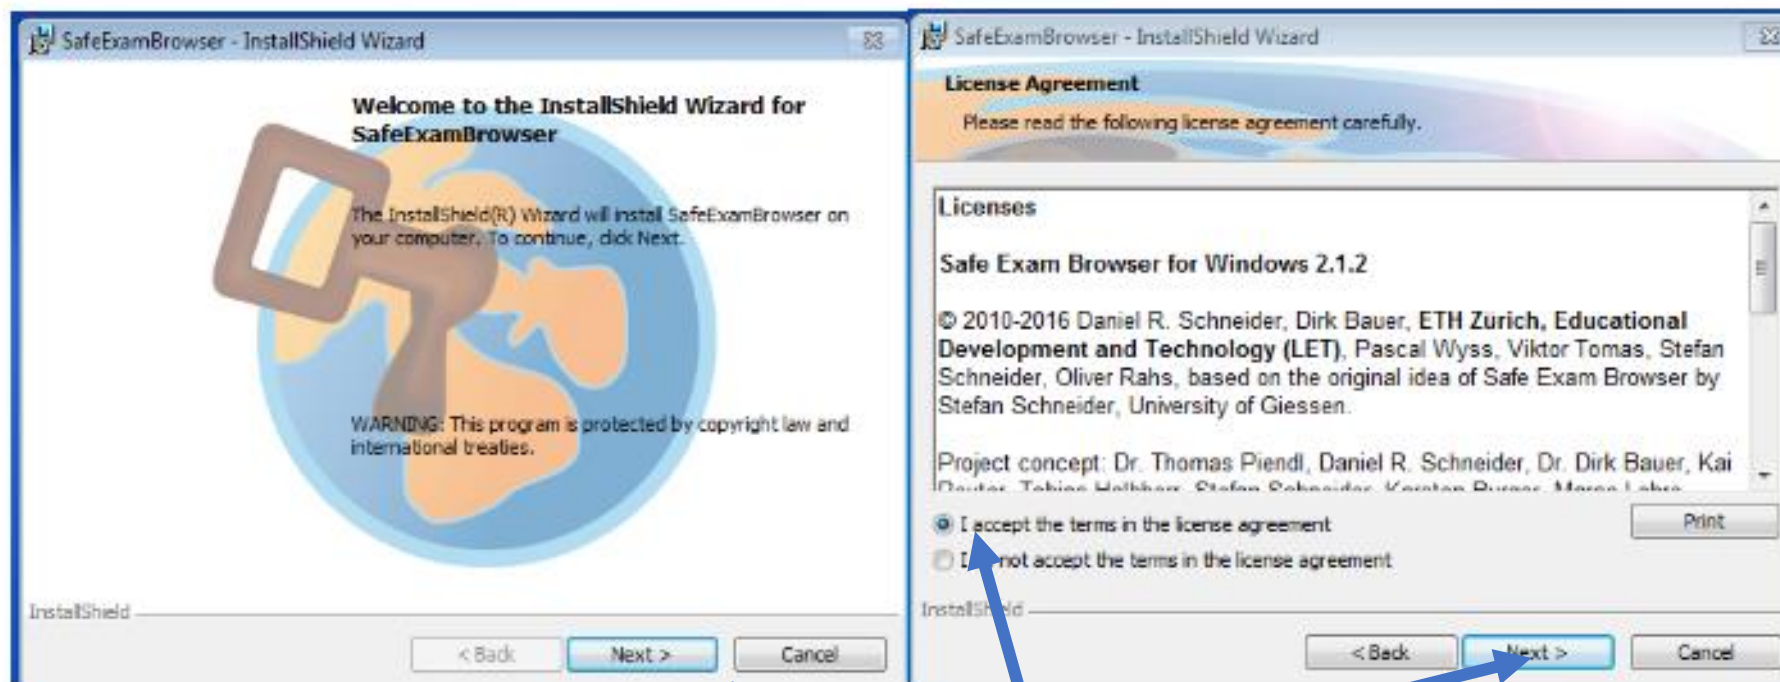 SafeExamBrowser - InstallShield Wizard
Welcome to the InstallShield Wizard for
SafeExamBrowser
The InstallShield(R) Wizard will install SafeExamBrowser on
your computer. To continue, click Next.
WARNING: This program is protected by copyright law and
international treaties.
InstallShield
< Back
Next >
Cancel
SafeExamBrowser - InstallShield Wizard
License Agreement
Please read the following license agreement carefully.
Licenses
Safe Exam Browser for Windows 2.1.2
© 2010-2016 Daniel R. Schneider, Dirk Bauer, ETH Zürich, Educational
Development and Technology (LET), Pascal Wyss, Viktor Tomas, Stefan
Schneider, Oliver Rahs, based on the original idea of Safe Exam Browser by
Stefan Schneider, University of Giessen.
Project concept: Dr. Thomas Piendl, Daniel R. Schneider, Dr. Dirk Bauer, Kai
I accept the terms in the license agreement
Print
I not accept the terms in the license agreement
InstallShield
< Back
Next >
Cancel